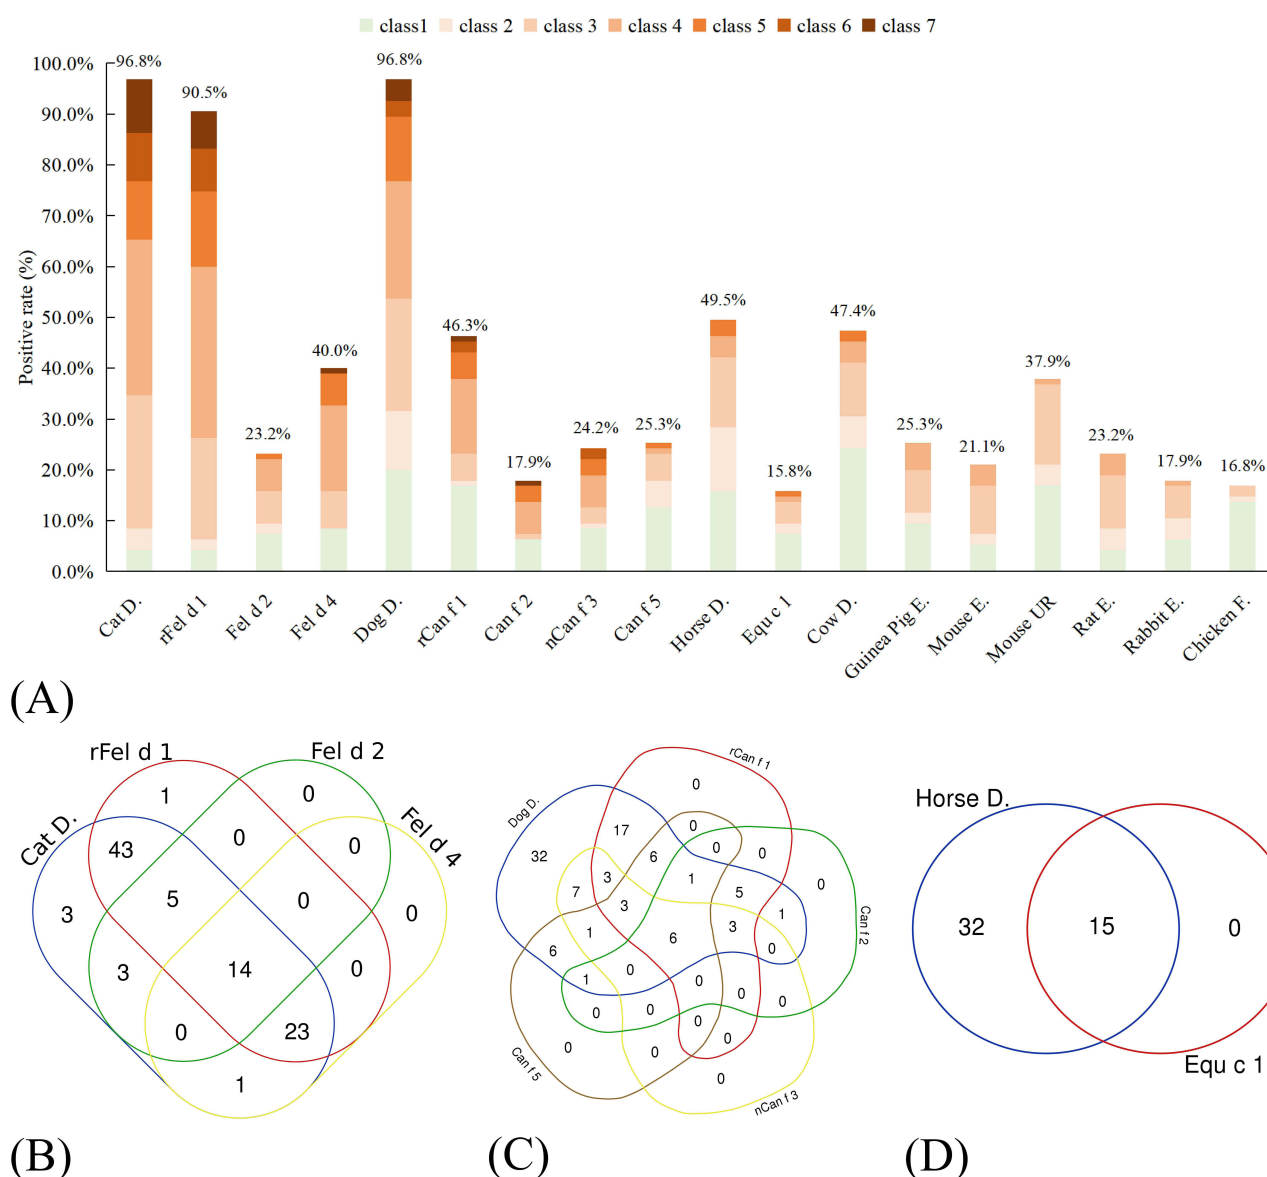 class1 class 2 class 3 class 4 class 5 class 6 class 7
Positive rate (%)
100.0%
90.0%
80.0%
70.0%
60.0%
50.0%
40.0%
30.0%
20.0%
10.0%
0.0%
96.8%
90.5%
23.2%
40.0%
96.8%
46.3%
17.9%
24.2%
25.3%
49.5%
15.8%
47.4%
25.3%
21.1%
37.9%
23.2%
17.9%
16.8%
Cat D.
rFel d 1
Fel d 2
Fel d 4
Dog D.
rCan f 1
Can f 2
nCan f 3
Can f 5
Horse D.
Equ c 1
Cow D.
Guinea Pig E.
Mouse E.
Mouse UR
Rat E.
Rabbit E.
Chicken F.
(A)
rFel d 1
Fel d 2
Cat D.
Fel d 4
1
0
43
0
0
3
5
0
0
3
14
0
0
23
1
(B)
rCan f 1
Dog D.
Can f 2
Can f 5
nCan f 3
0
17
0
32
6
0
0
7
3
1
5
0
3
1
6
1
6
3
0
1
0
0
0
0
0
0
0
0
0
0
0
(C)
Horse D.
32
15
0
Equ c 1
(D)